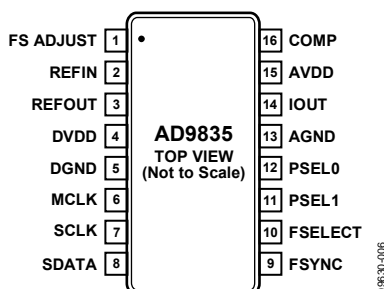 FS ADJUST 1
REFIN 2
REFOUT 3
DVDD 4
DGND 5
MCLK 6
SCLK 7
SDATA 8
AD9835
TOP VIEW
(Not to Scale)
16 COMP
15 AVDD
14 IOUT
13 AGND
12 PSEL0
11 PSEL1
10 FSELECT
9 FSYNC